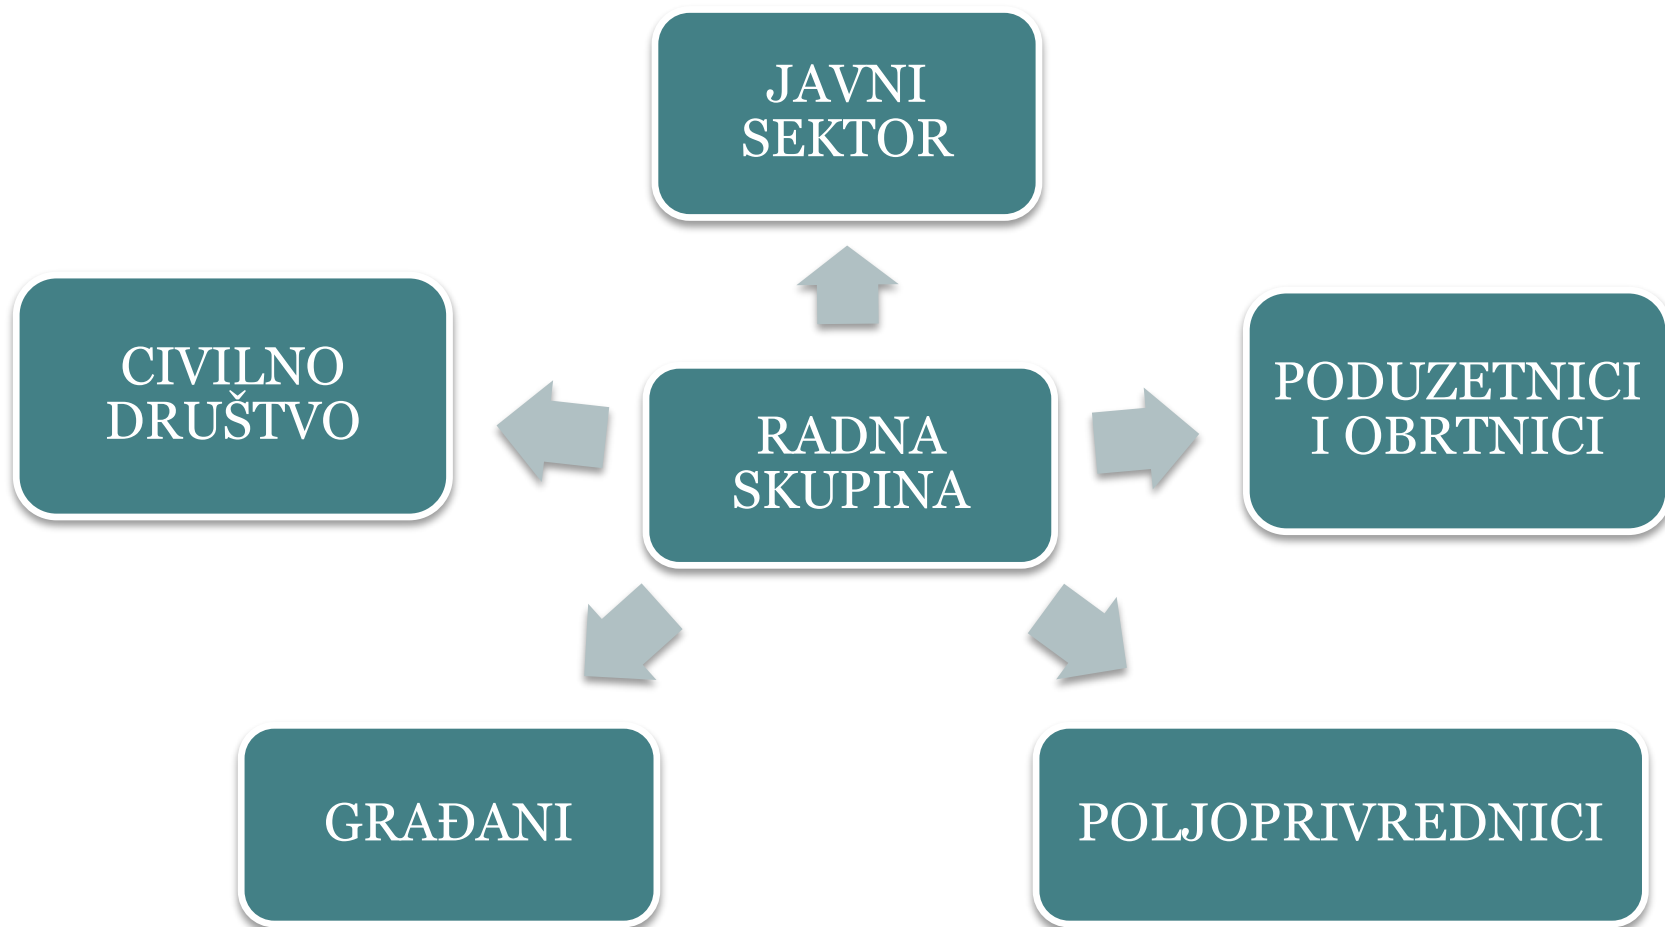 JAVNI
SEKTOR
CIVILNO
DRUŠTVO
RADNA
SKUPINA
PODUZETNICI
I OBRTNICI
GRAĐANI
POLJOPRIVREDNICI